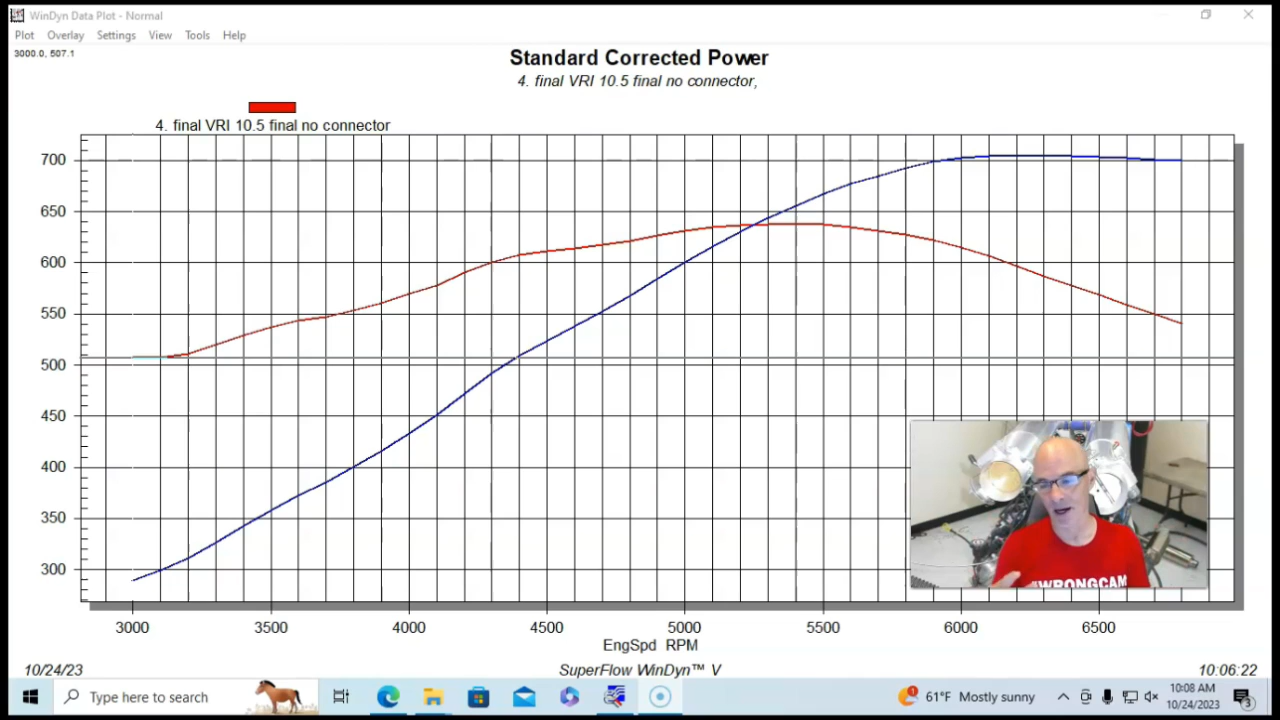 WinDyn Data Plot - Normal
Plot Overlay Settings View Tools Help
3000.0, 507.1
Standard Corrected Power
4. final VRI 10.5 final no connector,
4. final VRI 10.5 final no connector
700
650
600
550
500
450
400
350
300
#WRONGCAM
3000 3500 4000 4500 5000 5500 6000 6500
EngSpd RPM
10/24/23 SuperFlow WinDyn™ V 10:06:22
Type here to search
1
61°F Mostly sunny
10:08 AM
10/24/2023
3